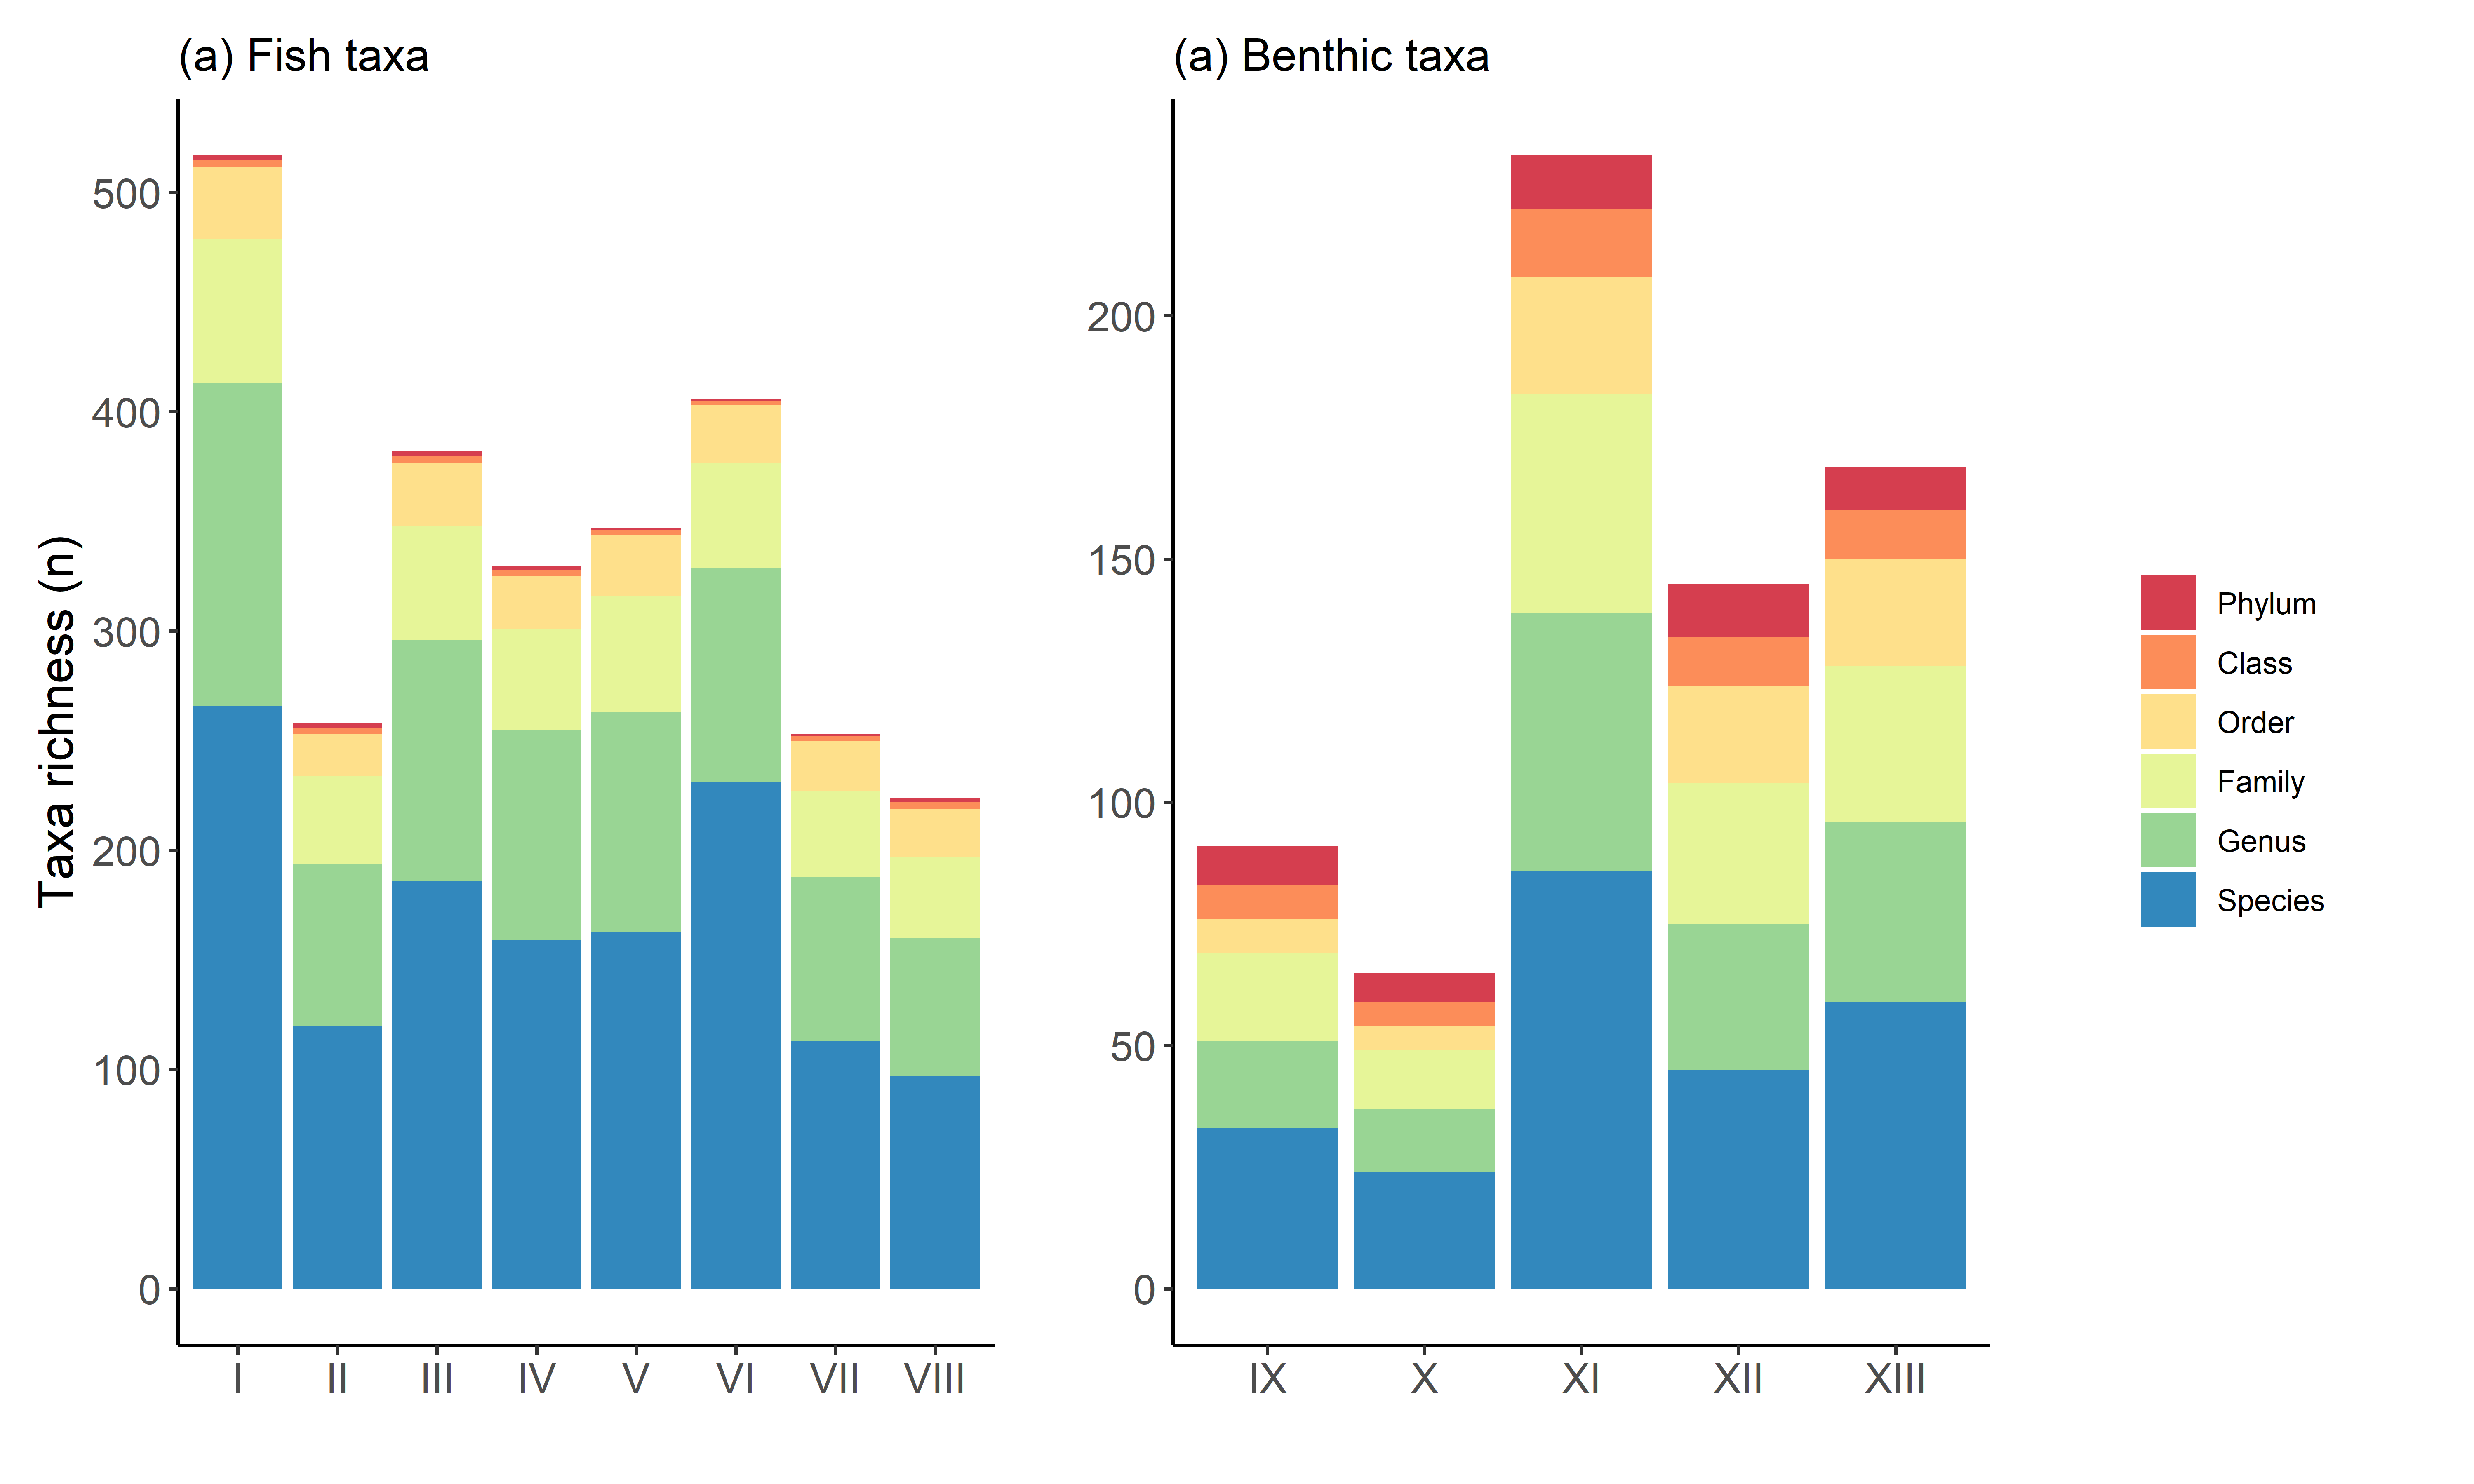 (a) Fish taxa
(a) Benthic taxa
Taxa richness (n)
500
400
300
200
100
0
I II III IV V VI VII VIII
200
150
100
50
0
IX X XI XII XIII
Phylum
Class
Order
Family
Genus
Species